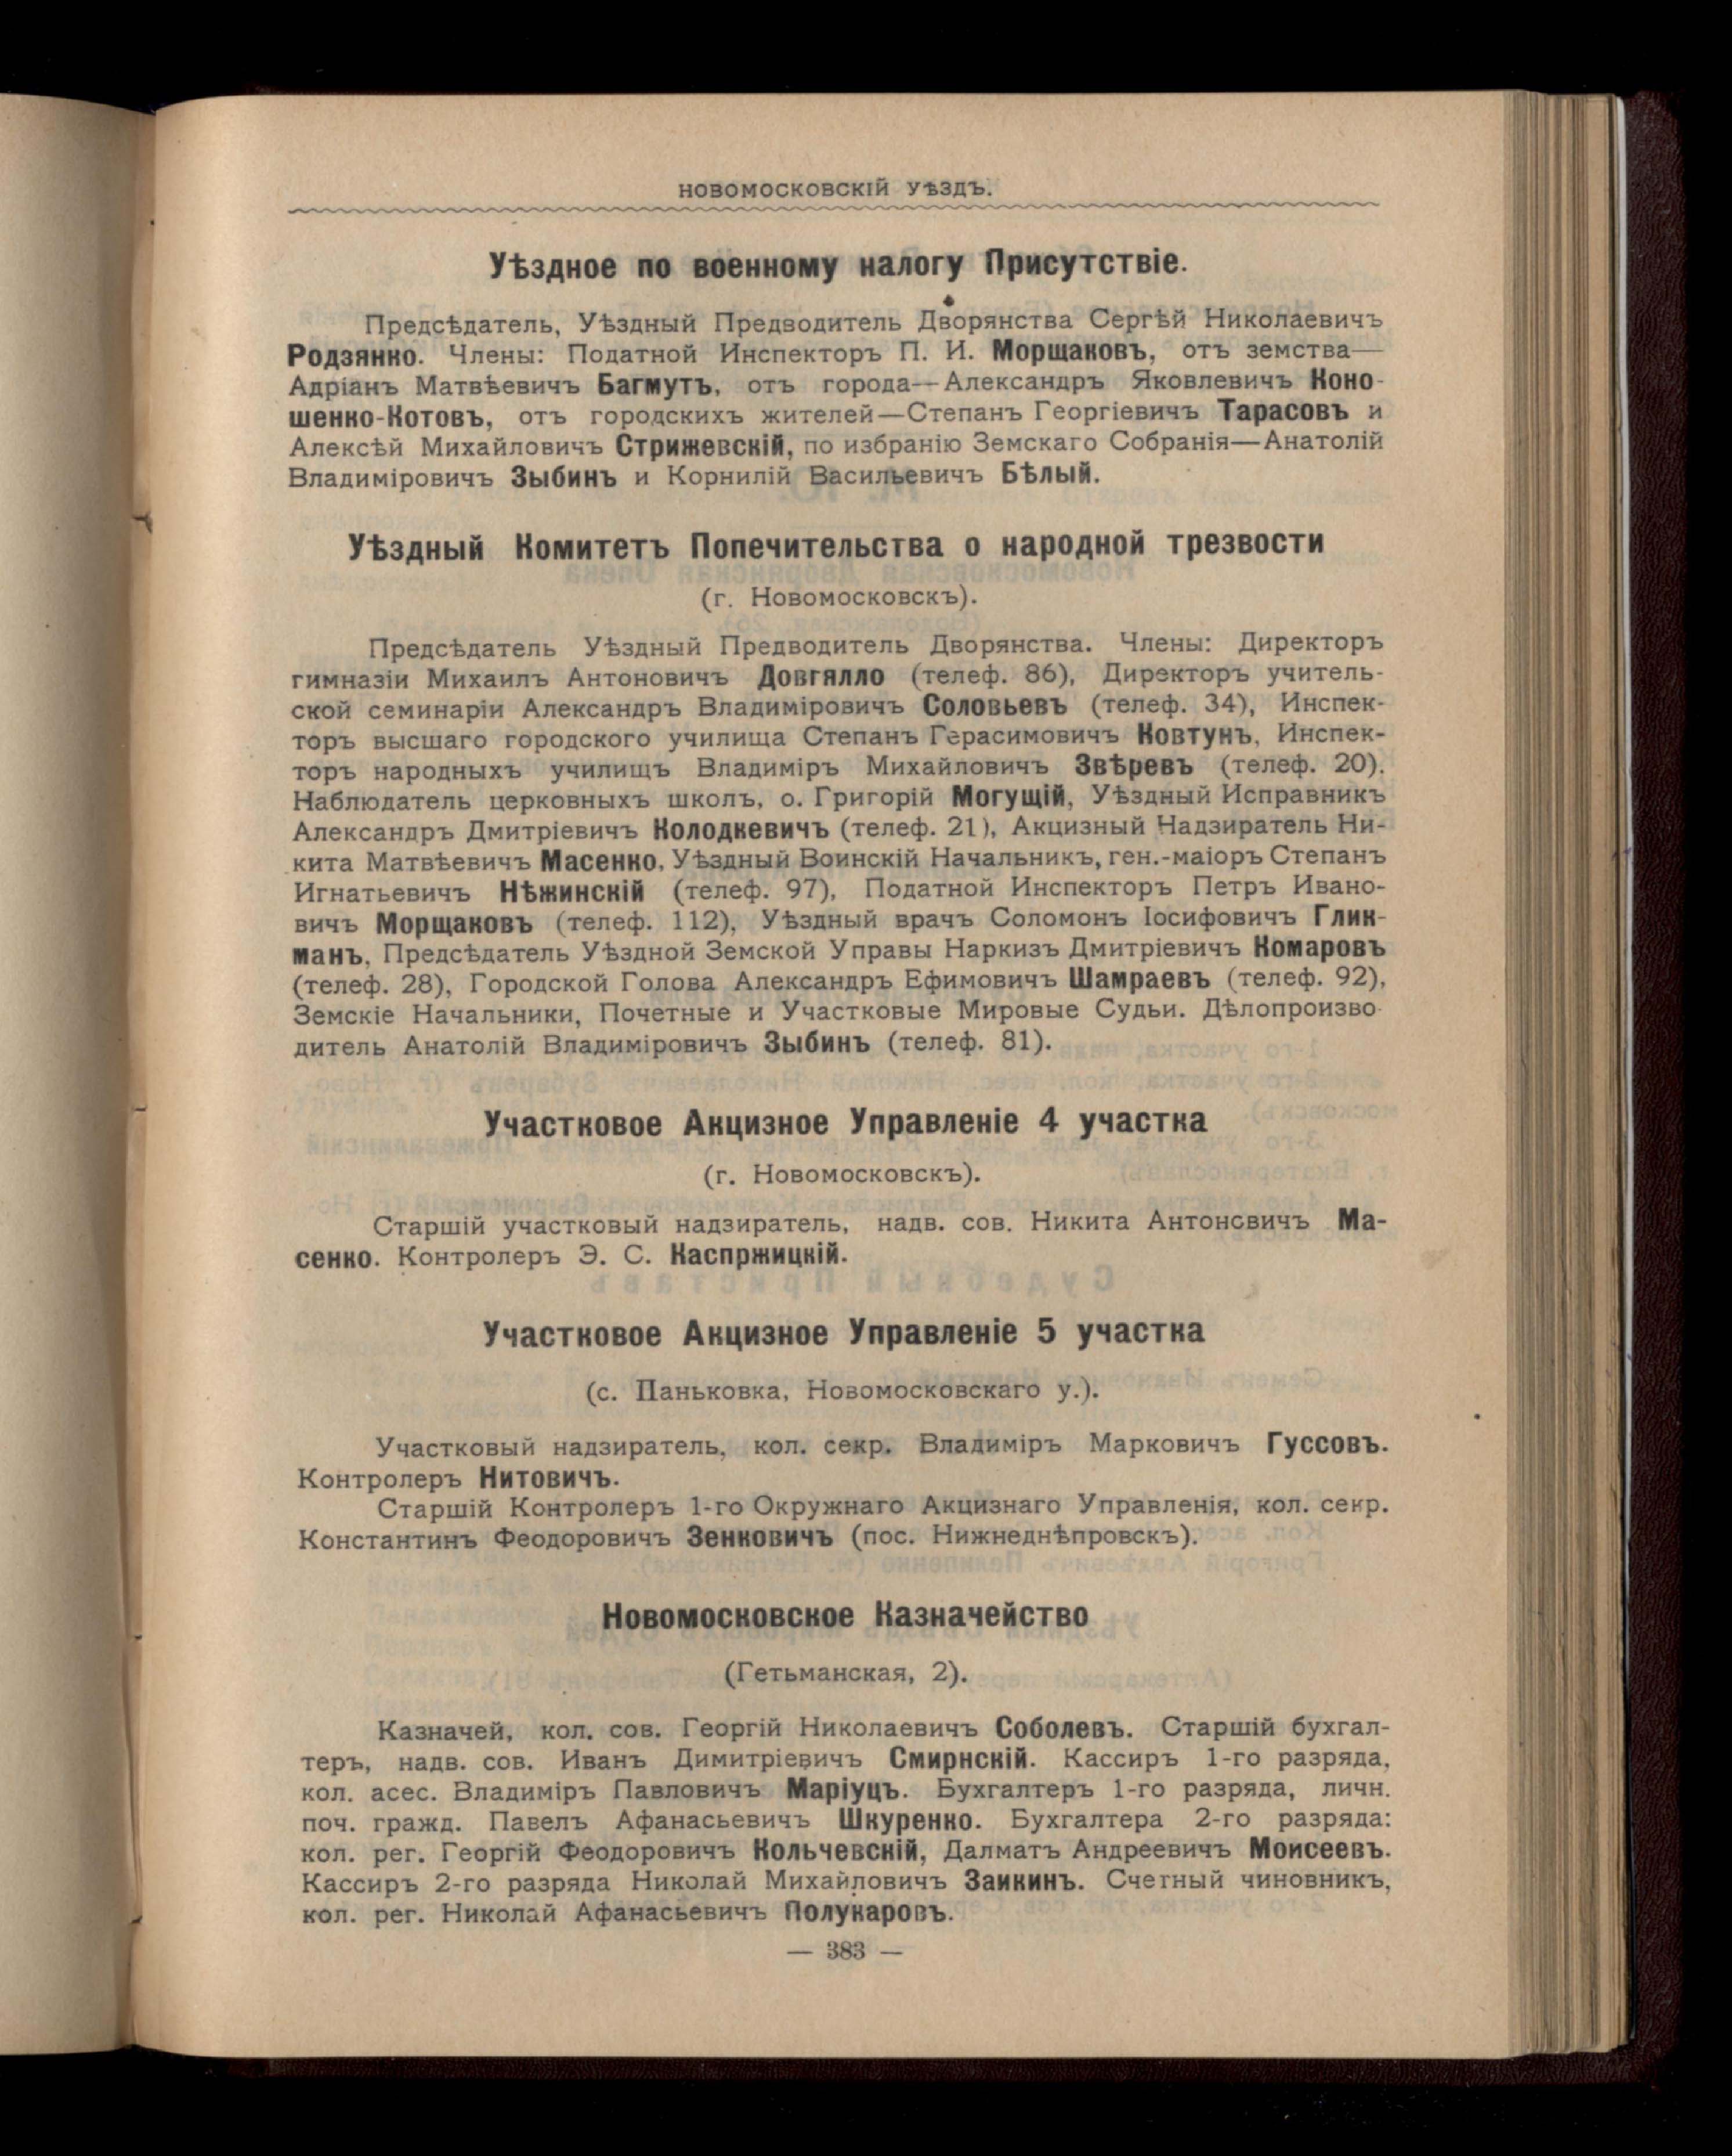 НОВОМОСКОВСКІЙ УѢЗДЪ.
Уѣздное по военному налогу Присутствіе.
Предсѣдатель, Уѣздный Предводитель Дворянства Сергѣй Николаевичъ
Родзянко. Члены: Податной Инспекторъ П. И. Морщаковъ, отъ земства—
Адріанъ Матвѣевичъ Багмутъ, отъ города—Александръ Яковлевичъ Коно-
шенко-Котовъ, отъ городскихъ жителей—Степанъ Георгіевичъ Тарасовъ и
Алексѣй Михайловичъ Стрижевскій, по избранію Земскаго Собранія—Анатолій
Владиміровичъ Зыбинъ и Корнилій Васильевичъ Бѣлый.
Уѣздный Комитетъ Попечительства о народной трезвости
(г. Новомосковскъ).
Предсѣдатель Уѣздный Предводитель Дворянства. Члены: Директоръ
гимназіи Михаилъ Антоновичъ Довгялло (телеф. 86), Директоръ учитель-
ской семинаріи Александръ Владиміровичъ Соловьевъ (телеф. 34), Инспек-
торъ высшаго городского училища Степанъ Герасимовичъ Ковтунъ, Инспек-
торъ народныхъ училищъ Владиміръ Михайловичъ Звѣревъ (телеф. 20).
Наблюдатель церковныхъ школъ, о. Григорій Могущій, Уѣздный Исправникъ
Александръ Дмитріевичъ Колодкевичъ (телеф. 21), Акцизный Надзиратель Ни-
кита Матвѣевичъ Масенко, Уѣздный Воинскій Начальникъ, ген.-маіоръ Степанъ
Игнатьевичъ Нѣжинскій (телеф. 97), Податной Инспекторъ Петръ Ивано-
вичъ Морщаковъ (телеф. 112), Уѣздный врачъ Соломонъ Іосифовичъ Глик-
манъ, Предсѣдатель Уѣздной Земской Управы Наркизъ Дмитріевичъ Комаровъ
(телеф. 28), Городской Голова Александръ Ефимовичъ Шамраевъ (телеф. 92),
Земскіе Начальники, Почетные и Участковые Мировые Судьи. Дѣлопроизво-
дитель Анатолій Владиміровичъ Зыбинъ (телеф. 81).
Участковое Акцизное Управленіе 4 участка
(г. Новомосковскъ).
Старшій участковый надзиратель, надв. сов. Никита Антоновичъ Ма-
сенко. Контролеръ Э. С. Каспржицкій.
Участковое Акцизное Управленіе 5 участка
(с. Паньковка, Новомосковскаго у.).
Участковый надзиратель, кол. секр. Владиміръ Марковичъ Гуссовъ.
Контролеръ Нитовичъ.
Старшій Контролеръ 1-го Окружнаго Акцизнаго Управленія, кол. секр.
Константинъ Феодоровичъ Зенковичъ (пос. Нижнеднѣпровскъ).
Новомосковское Казначейство
(Гетьманская, 2).
Казначей, кол. сов. Георгій Николаевичъ Соболевъ. Старшій бухгал-
теръ, надв. сов. Иванъ Димитріевичъ Смирнскій. Кассиръ 1-го разряда,
кол. асес. Владиміръ Павловичъ Маріуцъ. Бухгалтеръ 1-го разряда, личн.
поч. гражд. Павелъ Афанасьевичъ Шкуренко. Бухгалтера 2-го разряда:
кол. рег. Георгій Феодоровичъ Кольчевскій, Далматъ Андреевичъ Моисеевъ.
Кассиръ 2-го разряда Николай Михайловичъ Заикинъ. Счетный чиновникъ,
кол. рег. Николай Афанасьевичъ Полукаровъ.
— 383 —